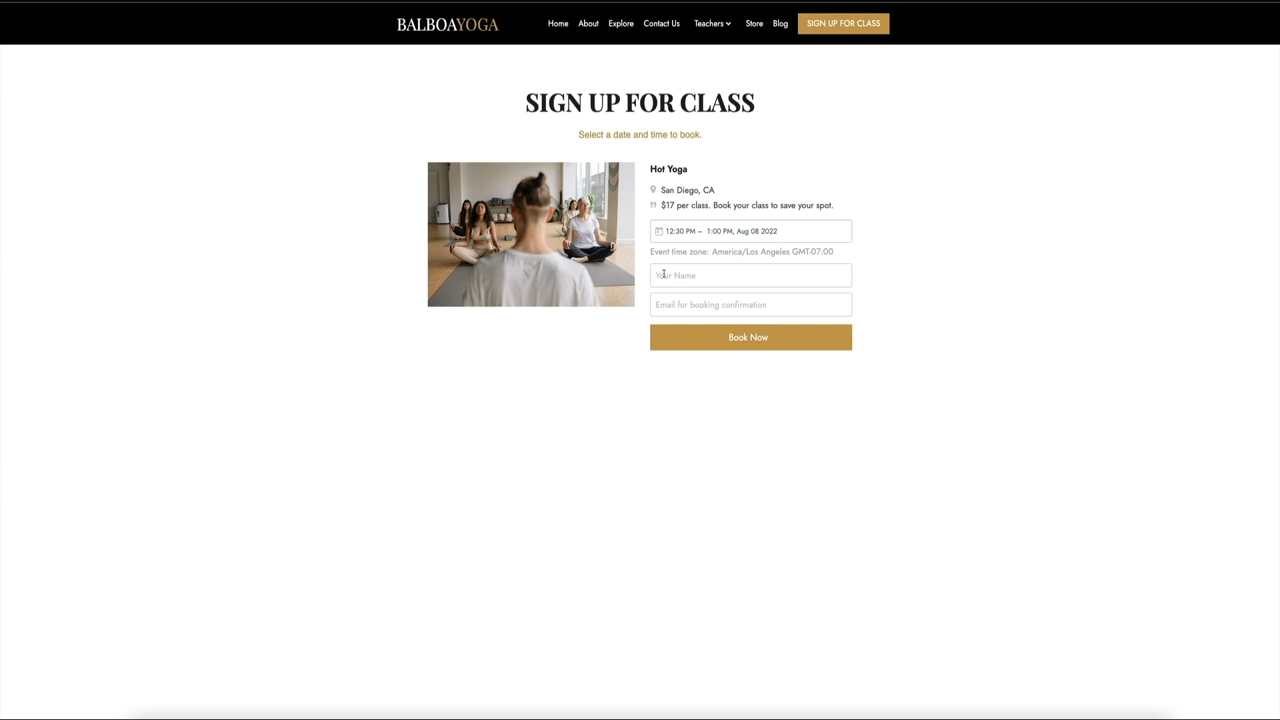 BALBOAYOGA Home About Explore Contact Us Teachers Store Blog SIGN UP FOR CLASS
SIGN UP FOR CLASS
Select a date and time to book.
Hot Yoga
San Diego, CA
$17 per class. Book your class to save your spot.
12:30 PM – 1:00 PM, Aug 08 2022
Event time zone: America/Los Angeles GMT-07:00
Your Name
Email for booking confirmation
Book Now